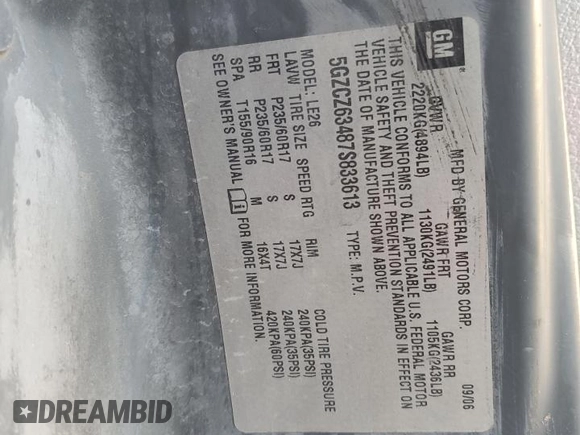 GM
®
MFD BY GENERAL MOTORS CORP. 09/06
GVWR GAWR FRT GAWR RR
2220KG(4894LB) 1130KG(2491LB) 1105KG(2436LB)
THIS VEHICLE CONFORMS TO ALL APPLICABLE U.S. FEDERAL MOTOR
VEHICLE SAFETY AND THEFT PREVENTION STANDARDS IN EFFECT ON
THE DATE OF MANUFACTURE SHOWN ABOVE.
5GZCZ63487S833613 TYPE: M.P.V.
MODEL: LE26
LAVW TIRE SIZE SPEED RTG RIM COLD TIRE PRESSURE
FRT P235/60R17 S 17X7J 240KPA(35PSI)
RR P235/60R17 S 17X7J 240KPA(35PSI)
SPA T155/90R16 M 16X4T 420KPA(60PSI)
SEE OWNER'S MANUAL FOR MORE INFORMATION.
DREAMBID